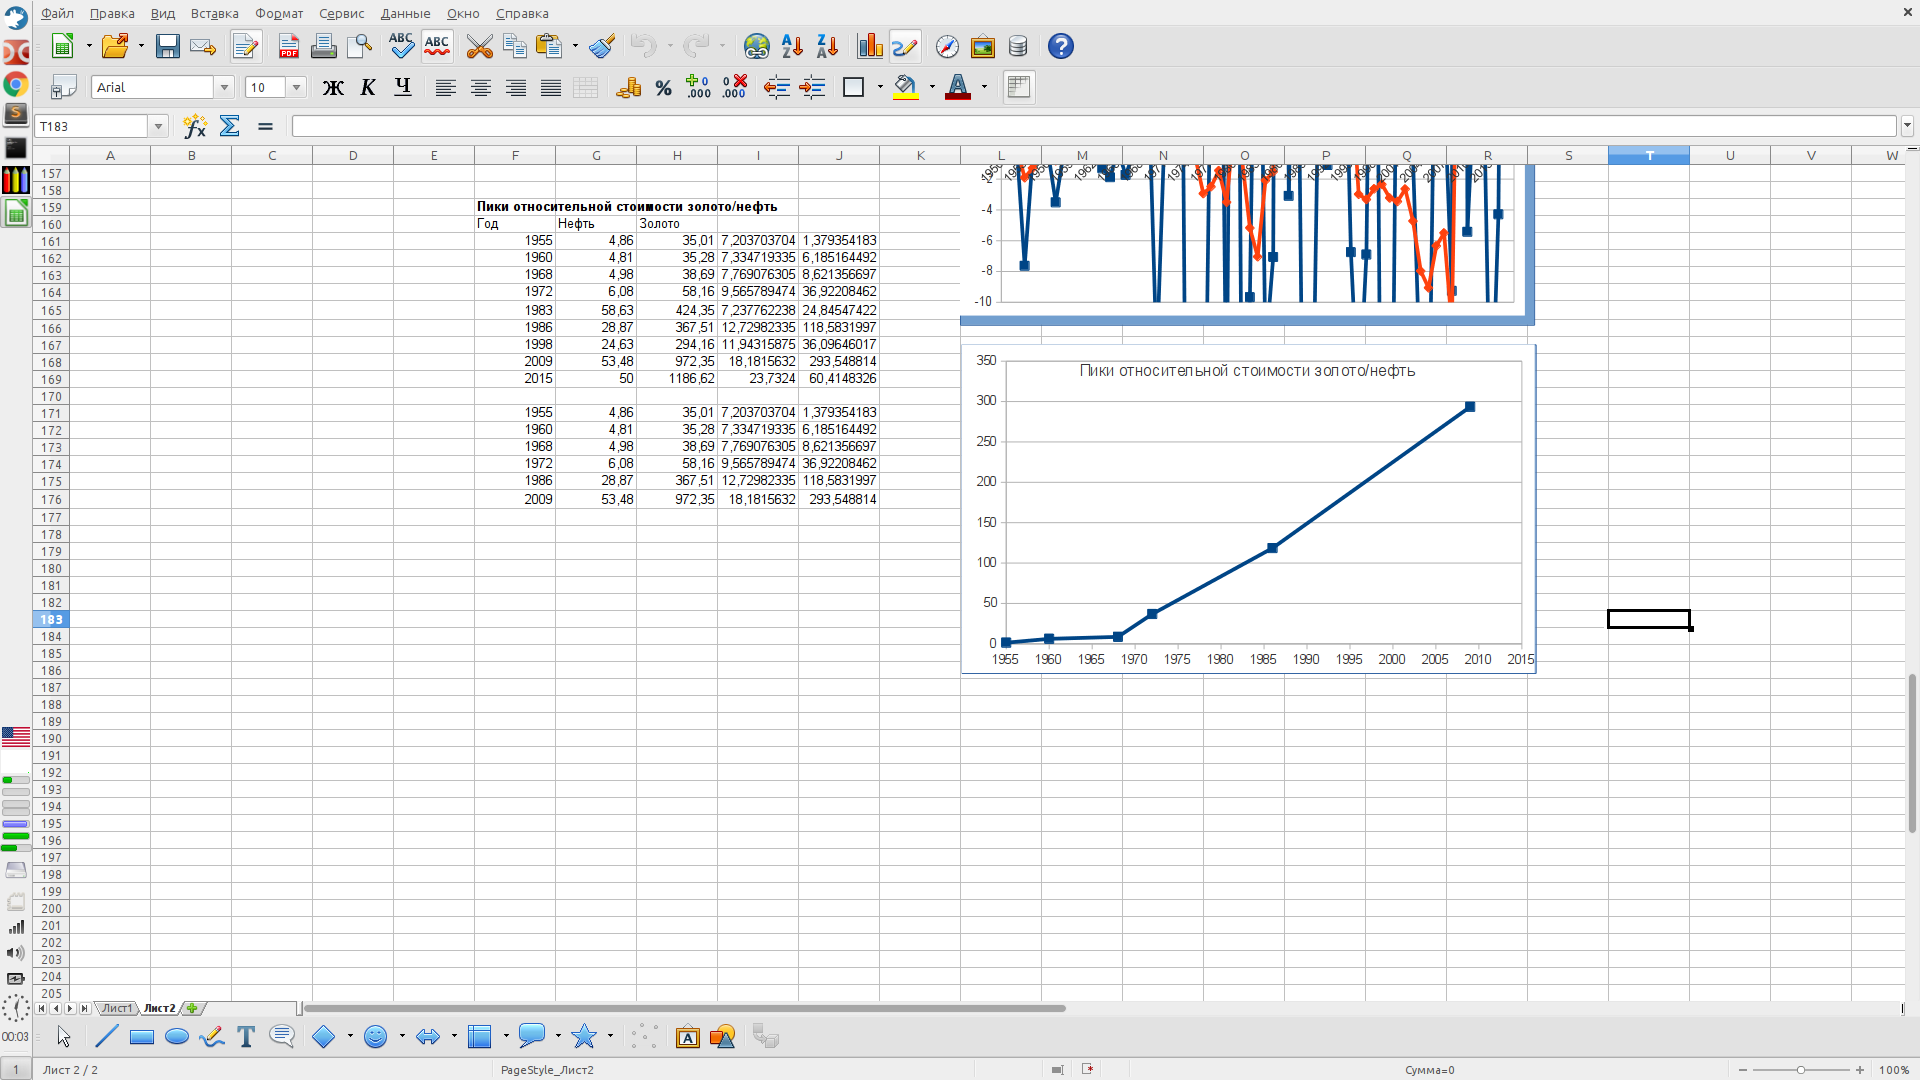 Файл Правка Вид Вставка Формат Сервис Данные Окно Справка
Arial 10 Ж К Ч
T183
A B C D E F G H I J K L M N O P Q R S T U V W
157
158
159 Пики относительной стоимости золото/нефть
160 Год Нефть Золото
161 1955 4,86 35,01 7,203703704 1,379354183
162 1960 4,81 35,28 7,334719335 6,185164492
163 1968 4,98 38,69 7,769076305 8,621356697
164 1972 6,08 58,16 9,565789474 36,92208462
165 1983 58,63 424,35 7,237762238 24,84547422
166 1986 28,87 367,51 12,72982335 118,5831997
167 1998 24,63 294,16 11,94315875 36,09646017
168 2009 53,48 972,35 18,1815632 293,548814
169 2015 50 1186,62 23,7324 60,4148326
170
171 1955 4,86 35,01 7,203703704 1,379354183
172 1960 4,81 35,28 7,334719335 6,185164492
173 1968 4,98 38,69 7,769076305 8,621356697
174 1972 6,08 58,16 9,565789474 36,92208462
175 1986 28,87 367,51 12,72982335 118,5831997
176 2009 53,48 972,35 18,1815632 293,548814
177
178
179
180
181
182
183
184
185
186
187
188
189
190
191
192
193
194
195
196
197
198
199
200
201
202
203
204
205
-2
-4
-6
-8
-10
Пики относительной стоимости золото/нефть
350
300
250
200
150
100
50
0
1955 1960 1965 1970 1975 1980 1985 1990 1995 2000 2005 2010 2015
Лист1 Лист2
00:03
1 Лист 2 / 2 PageStyle_Лист2 Сумма=0 100%